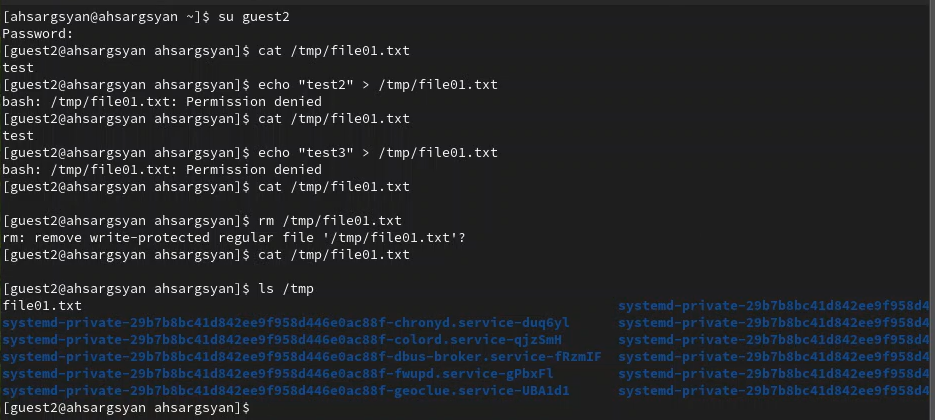 [ahsargsyan@ahsargsyan ~]$ su guest2
Password:
[guest2@ahsargsyan ahsargsyan]$ cat /tmp/file01.txt
test
[guest2@ahsargsyan ahsargsyan]$ echo "test2" > /tmp/file01.txt
bash: /tmp/file01.txt: Permission denied
[guest2@ahsargsyan ahsargsyan]$ cat /tmp/file01.txt
test
[guest2@ahsargsyan ahsargsyan]$ echo "test3" > /tmp/file01.txt
bash: /tmp/file01.txt: Permission denied
[guest2@ahsargsyan ahsargsyan]$ cat /tmp/file01.txt
[guest2@ahsargsyan ahsargsyan]$ rm /tmp/file01.txt
rm: remove write-protected regular file '/tmp/file01.txt'?
[guest2@ahsargsyan ahsargsyan]$ cat /tmp/file01.txt
[guest2@ahsargsyan ahsargsyan]$ ls /tmp
file01.txt systemd-private-29b7b8bc41d842ee9f958d4
systemd-private-29b7b8bc41d842ee9f958d446e0ac88f-chronyd.service-duq6yl systemd-private-29b7b8bc41d842ee9f958d4
systemd-private-29b7b8bc41d842ee9f958d446e0ac88f-colord.service-qjzSmH systemd-private-29b7b8bc41d842ee9f958d4
systemd-private-29b7b8bc41d842ee9f958d446e0ac88f-dbus-broker.service-fRzmIF systemd-private-29b7b8bc41d842ee9f958d4
systemd-private-29b7b8bc41d842ee9f958d446e0ac88f-fwupd.service-gPbxFl systemd-private-29b7b8bc41d842ee9f958d4
systemd-private-29b7b8bc41d842ee9f958d446e0ac88f-geoclue.service-UBA1d1 systemd-private-29b7b8bc41d842ee9f958d4
[guest2@ahsargsyan ahsargsyan]$